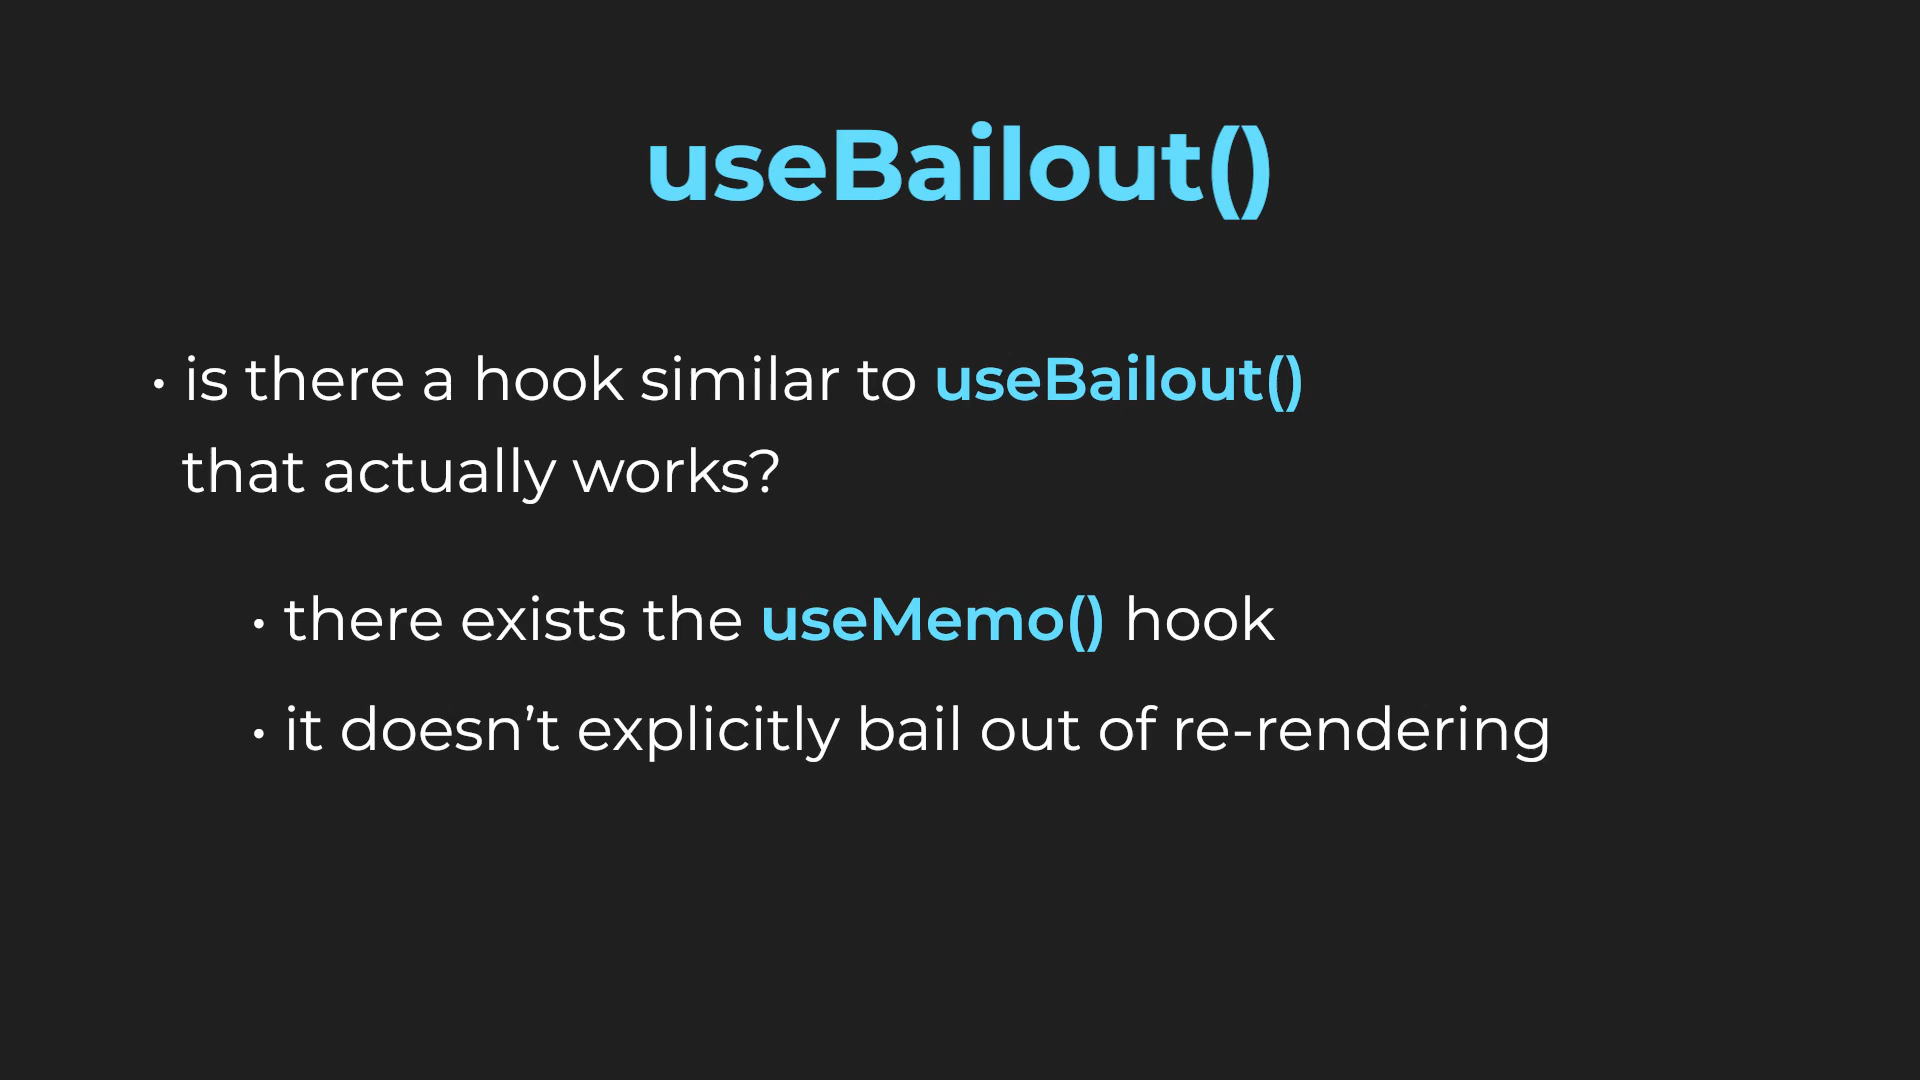 useBailout()
• is there a hook similar to useBailout()
that actually works?
• there exists the useMemo() hook
• it doesn’t explicitly bail out of re-rendering